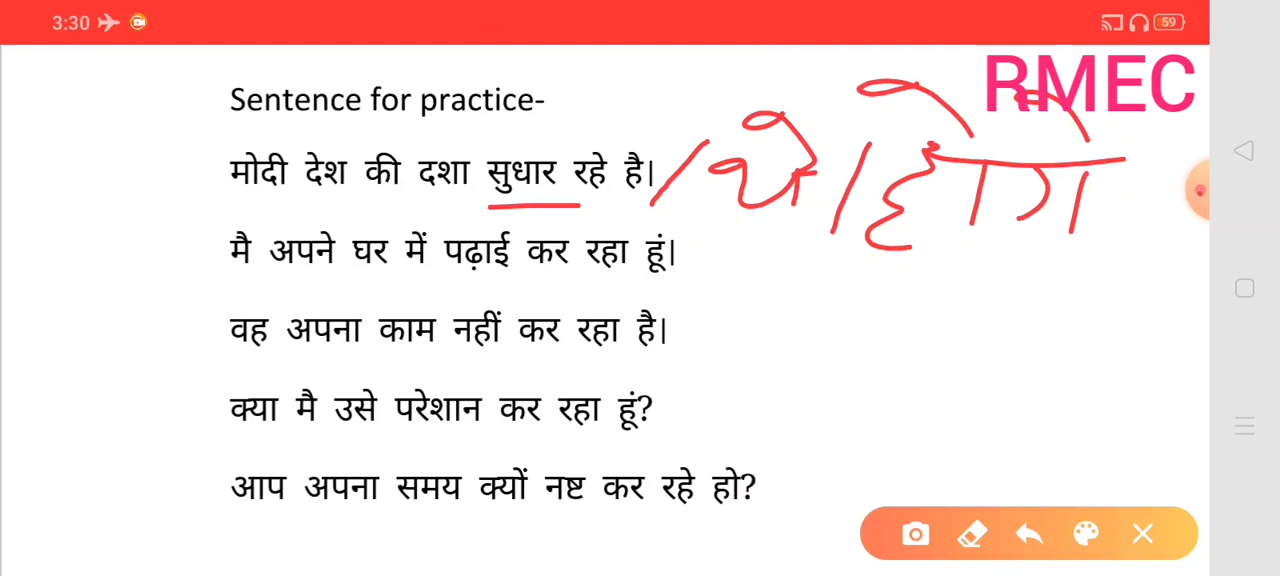 3:30
59
RMEC
Sentence for practice-
मोदी देश की दशा सुधार रहे है। / थे / होंगे
मै अपने घर में पढ़ाई कर रहा हूं।
वह अपना काम नहीं कर रहा है।
क्या मै उसे परेशान कर रहा हूं?
आप अपना समय क्यों नष्ट कर रहे हो?